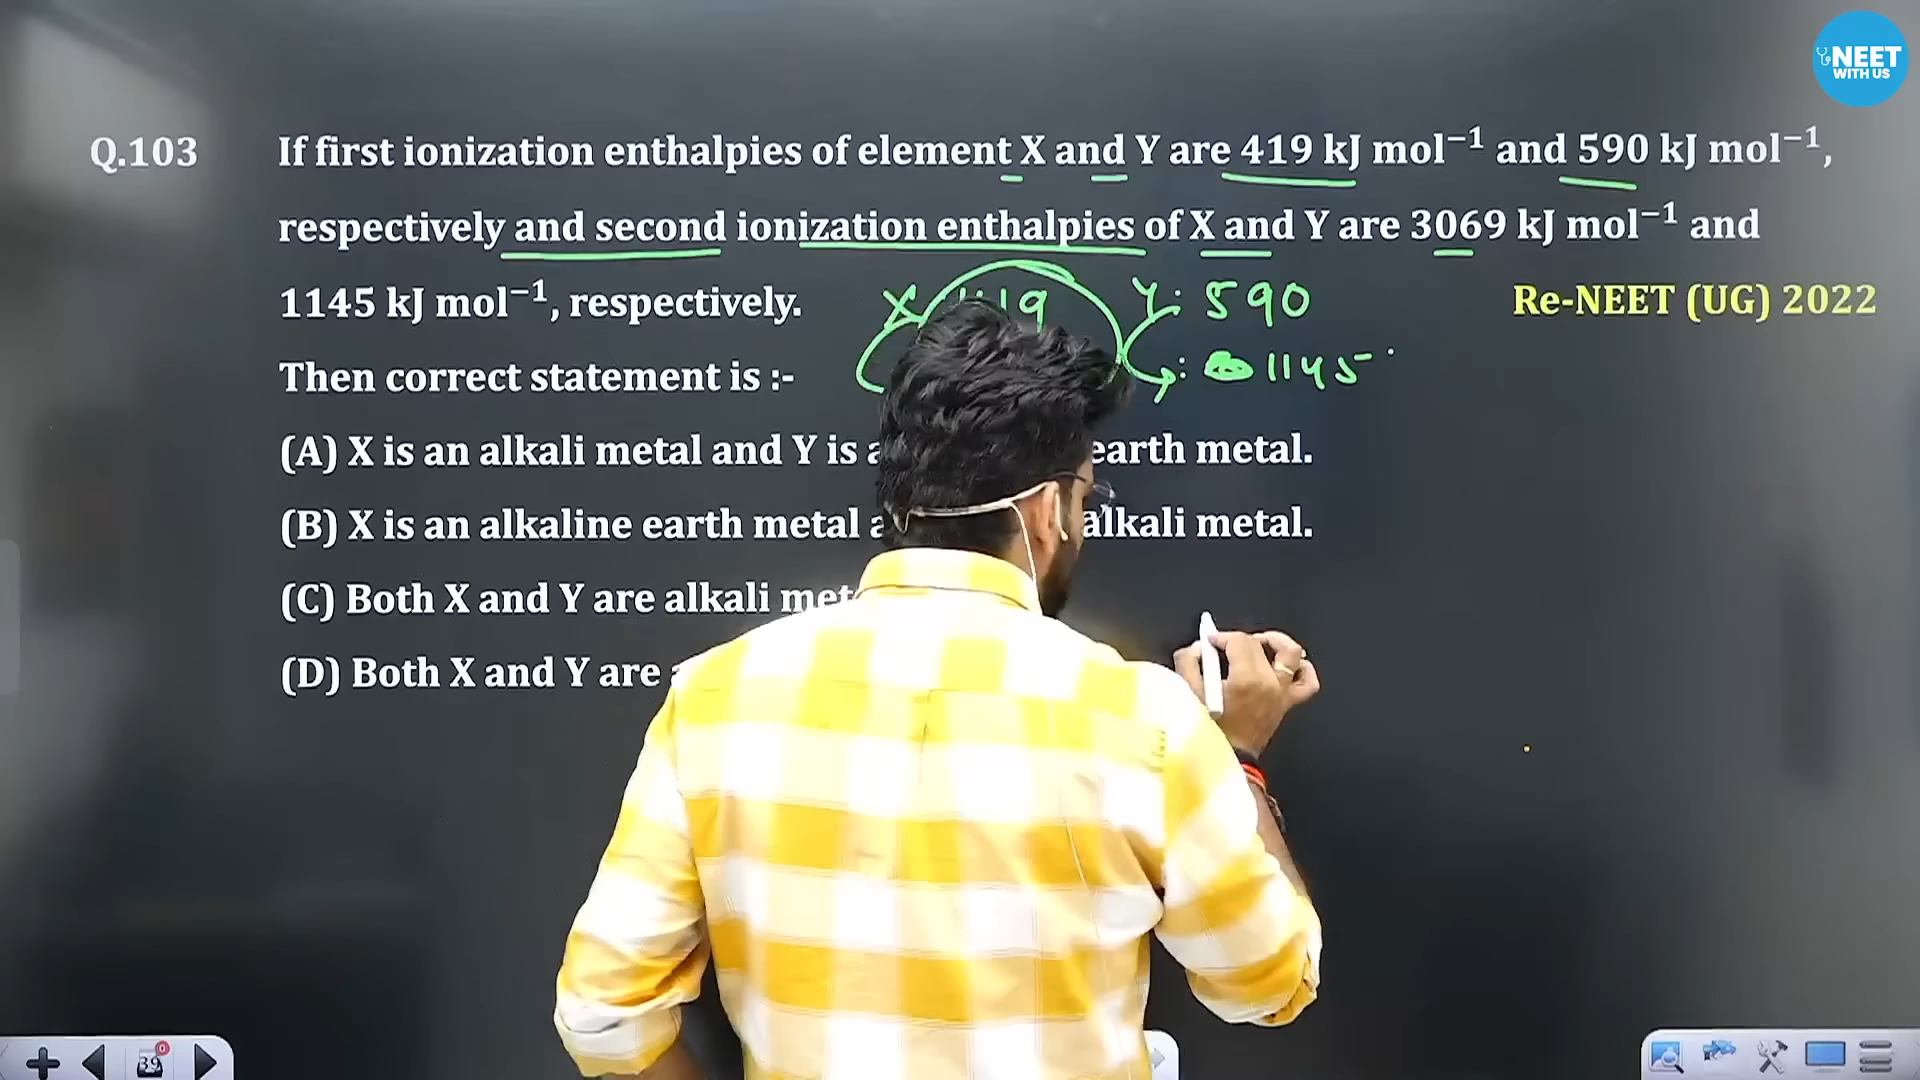 NEET
WITH US
Q.103 If first ionization enthalpies of element X and Y are 419 kJ mol⁻¹ and 590 kJ mol⁻¹,
respectively and second ionization enthalpies of X and Y are 3069 kJ mol⁻¹ and
1145 kJ mol⁻¹, respectively. Re-NEET (UG) 2022
X 19 Y: 590
: 1145
Then correct statement is :-
(A) X is an alkali metal and Y is earth metal.
(B) X is an alkaline earth metal alkali metal.
(C) Both X and Y are alkali
(D) Both X and Y are
39